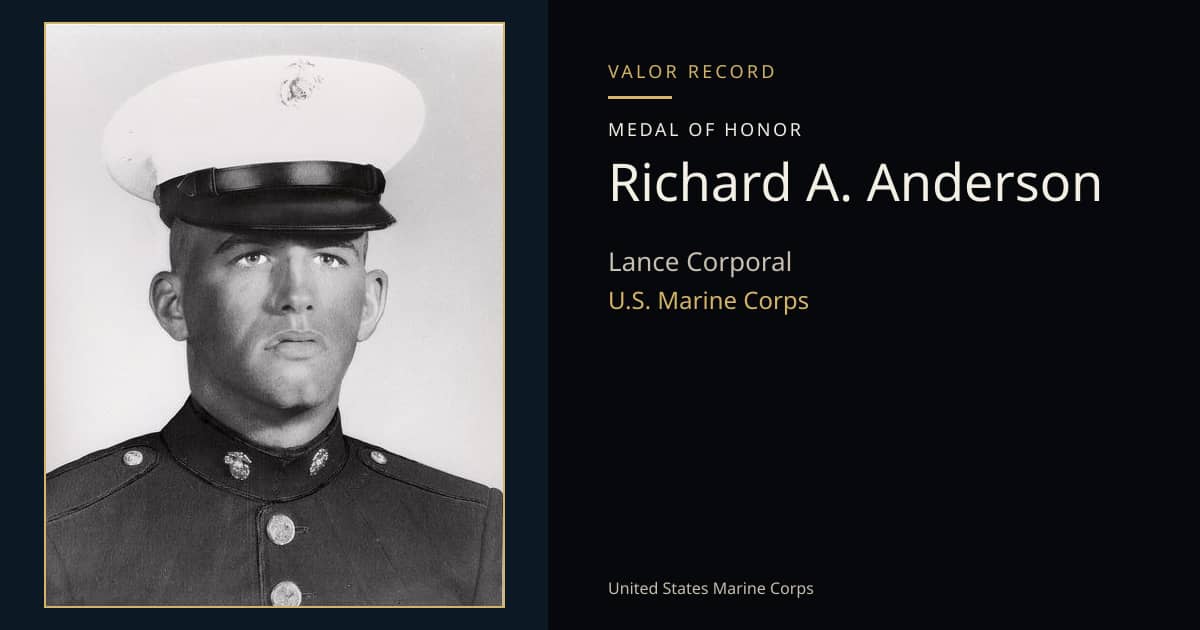 VALOR RECORD
MEDAL OF HONOR
Richard A. Anderson
Lance Corporal
U.S. Marine Corps
United States Marine Corps